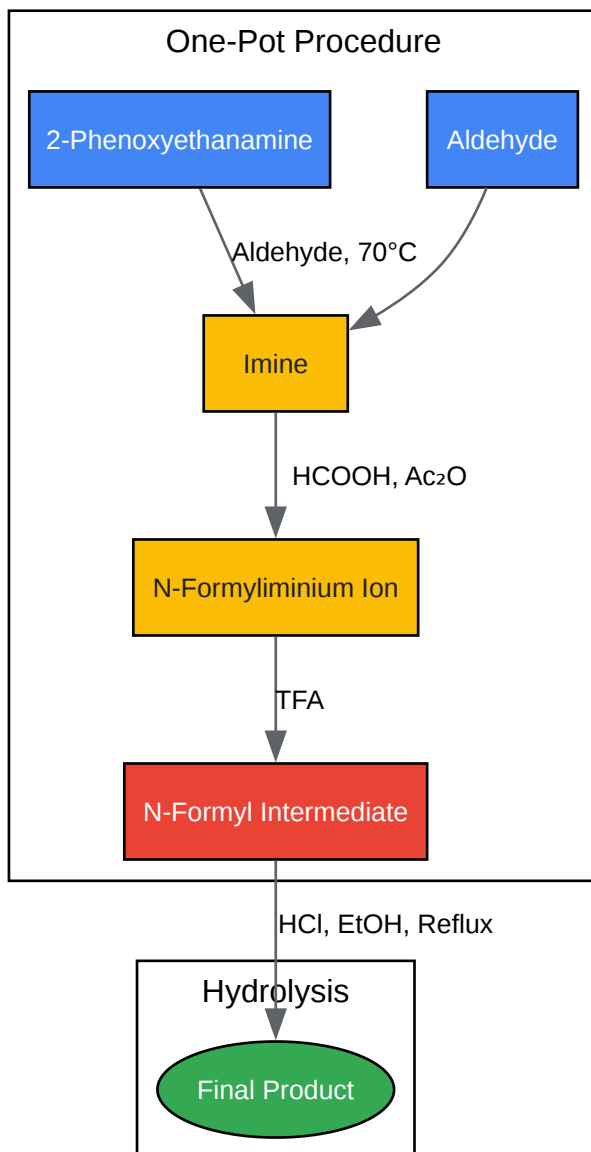 One-Pot Procedure
2-Phenoxyethanamine
Aldehyde
Aldehyde, 70°C
Imine
HCOOH, Ac₂O
N-Formyliminium Ion
TFA
N-Formyl Intermediate
HCl, EtOH, Reflux
Hydrolysis
Final Product